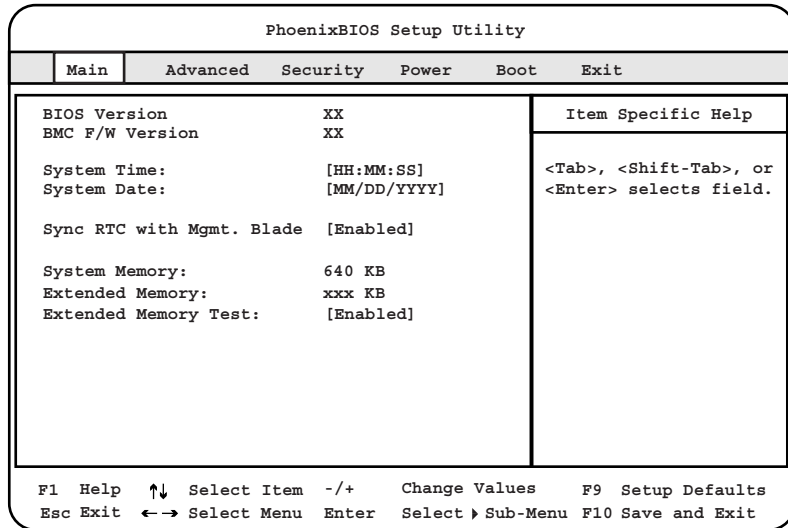 PhoenixBIOS Setup Utility
Main Advanced Security Power Boot Exit
BIOS Version XX
BMC F/W Version XX
System Time: [HH:MM:SS]
System Date: [MM/DD/YYYY]
Sync RTC with Mgmt. Blade [Enabled]
System Memory: 640 KB
Extended Memory: xxx KB
Extended Memory Test: [Enabled]
Item Specific Help
<Tab>, <Shift-Tab>, or
<Enter> selects field.
F1 Help ↑↓ Select Item -/+ Change Values F9 Setup Defaults
Esc Exit ←→ Select Menu Enter Select ▸ Sub-Menu F10 Save and Exit